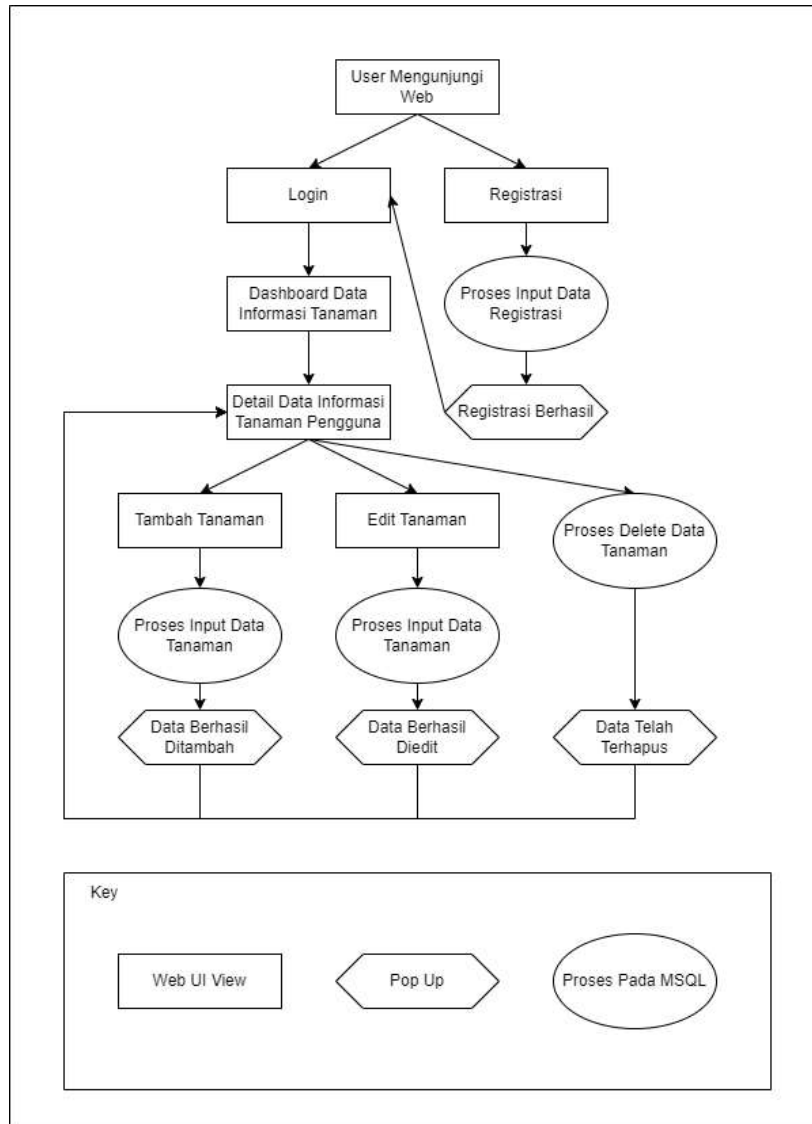 User Mengunjungi
Web
Login
Registrasi
Dashboard Data
Informasi Tanaman
Proses Input Data
Registrasi
Detail Data Informasi
Tanaman Pengguna
Registrasi Berhasil
Tambah Tanaman
Edit Tanaman
Proses Delete Data
Tanaman
Proses Input Data
Tanaman
Proses Input Data
Tanaman
Data Berhasil
Ditambah
Data Berhasil
Diedit
Data Telah
Terhapus
Key
Web UI View
Pop Up
Proses Pada MSQL